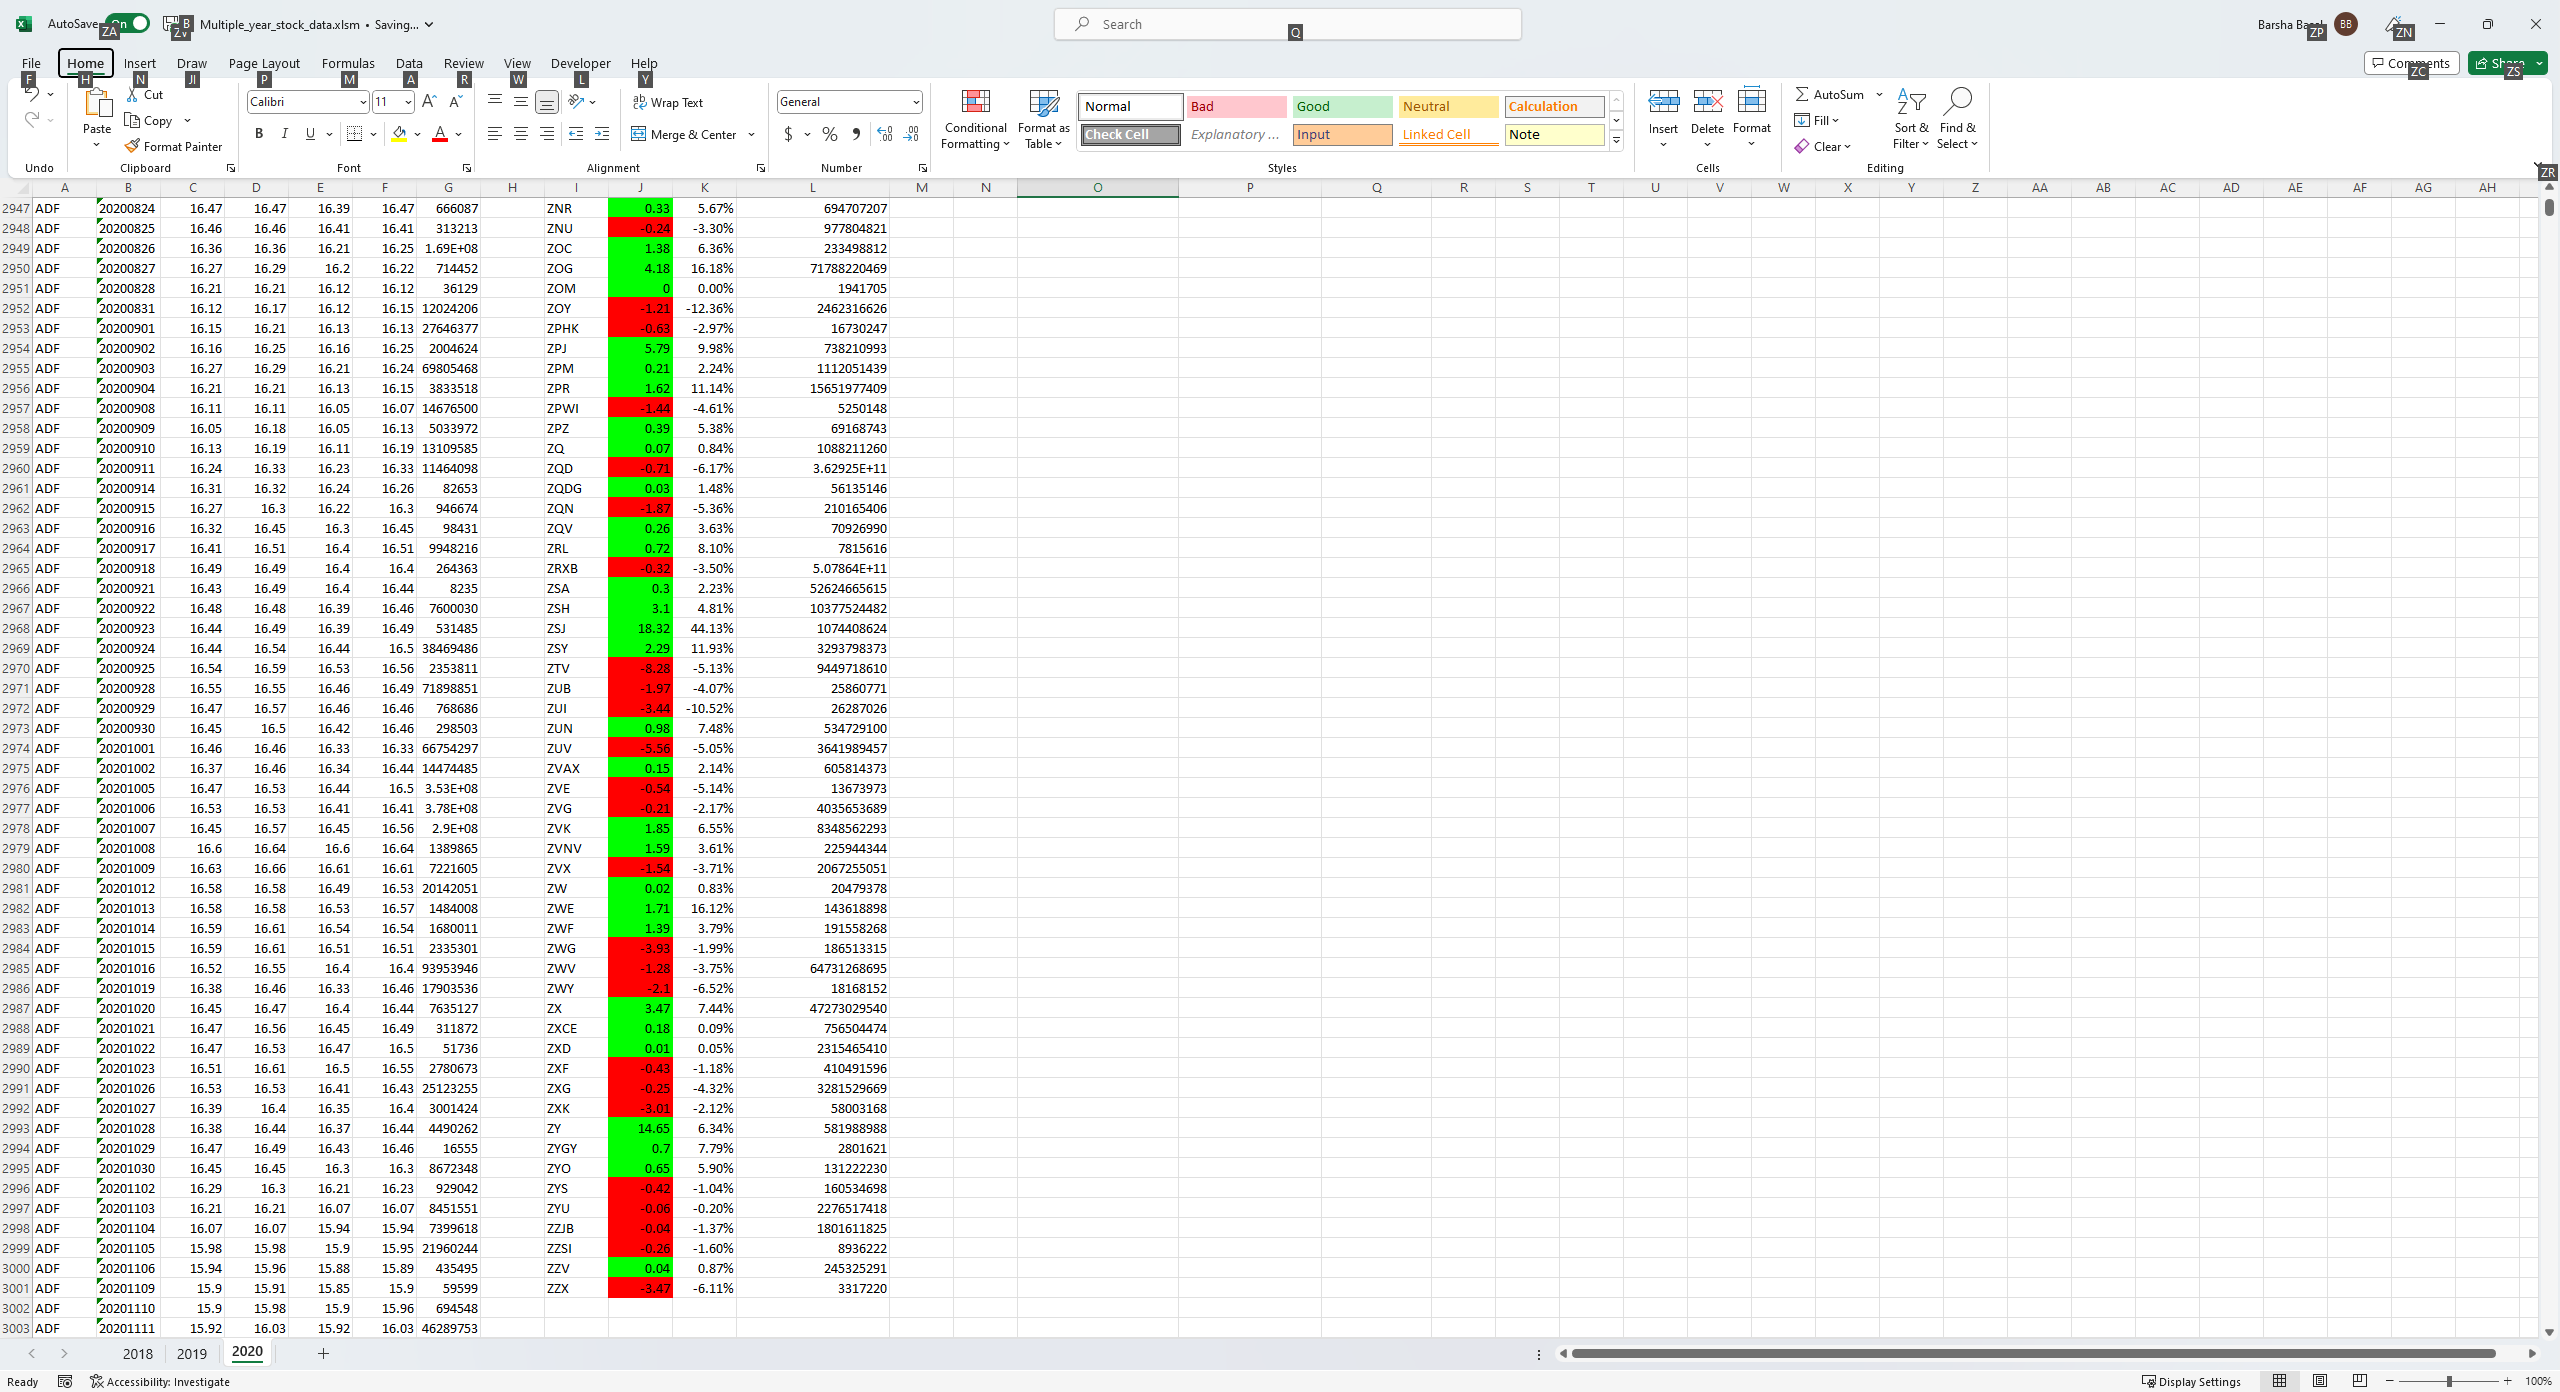 AutoSave On Multiple_year_stock_data.xlsm • Saving... Search BB
ZA B Q ZP ZN
File Home Insert Draw Page Layout Formulas Data Review View Developer Help Comments Share
F H N JI P M A R W L Y ZC ZS
Cut Calibri 11 Wrap Text General Normal Bad Good Neutral Calculation AutoSum
Paste Copy Merge & Center Conditional Formatting Format as Table Check Cell Explanatory ... Input Linked Cell Note Insert Delete Format Fill Sort & Filter Find & Select
Format Painter Clear
Undo Clipboard Font Alignment Number Styles Cells Editing ZR
A B C D E F G H I J K L M N O P Q R S T U V W X Y Z AA AB AC AD AE AF AG AH
2947 ADF 20200824 16.47 16.47 16.39 16.47 666087 ZNR 0.33 5.67% 694707207
2948 ADF 20200825 16.46 16.46 16.41 16.41 313213 ZNU -0.24 -3.30% 977804821
2949 ADF 20200826 16.36 16.36 16.21 16.25 1.69E+08 ZOC 1.38 6.36% 233498812
2950 ADF 20200827 16.27 16.29 16.2 16.22 714452 ZOG 4.18 16.18% 71788220469
2951 ADF 20200828 16.21 16.21 16.12 16.12 36129 ZOM 0 0.00% 1941705
2952 ADF 20200831 16.12 16.17 16.12 16.15 12024206 ZOY -1.21 -12.36% 2462316626
2953 ADF 20200901 16.15 16.21 16.13 16.13 27646377 ZPHK -0.63 -2.97% 16730247
2954 ADF 20200902 16.16 16.25 16.16 16.25 2004624 ZPJ 5.79 9.98% 738210993
2955 ADF 20200903 16.27 16.29 16.21 16.24 69805468 ZPM 0.21 2.24% 1112051439
2956 ADF 20200904 16.21 16.21 16.13 16.15 3833518 ZPR 1.62 11.14% 15651977409
2957 ADF 20200908 16.11 16.11 16.05 16.07 14676500 ZPWI -1.44 -4.61% 5250148
2958 ADF 20200909 16.05 16.18 16.05 16.13 5033972 ZPZ 0.39 5.38% 69168743
2959 ADF 20200910 16.13 16.19 16.11 16.19 13109585 ZQ 0.07 0.84% 1088211260
2960 ADF 20200911 16.24 16.33 16.23 16.33 11464098 ZQD -0.71 -6.17% 3.62925E+11
2961 ADF 20200914 16.31 16.32 16.24 16.26 82653 ZQDG 0.03 1.48% 56135146
2962 ADF 20200915 16.27 16.3 16.22 16.3 946674 ZQN -1.87 -5.36% 210165406
2963 ADF 20200916 16.32 16.45 16.3 16.45 98431 ZQV 0.26 3.63% 70926990
2964 ADF 20200917 16.41 16.51 16.4 16.51 9948216 ZRL 0.72 8.10% 7815616
2965 ADF 20200918 16.49 16.49 16.4 16.4 264363 ZRXB -0.32 -3.50% 5.07864E+11
2966 ADF 20200921 16.43 16.49 16.4 16.44 8235 ZSA 0.3 2.23% 52624665615
2967 ADF 20200922 16.48 16.48 16.39 16.46 7600030 ZSH 3.1 4.81% 10377524482
2968 ADF 20200923 16.44 16.49 16.39 16.49 531485 ZSJ 18.32 44.13% 1074408624
2969 ADF 20200924 16.44 16.54 16.44 16.5 38469486 ZSY 2.29 11.93% 3293798373
2970 ADF 20200925 16.54 16.59 16.53 16.56 2353811 ZTV -8.28 -5.13% 9449718610
2971 ADF 20200928 16.55 16.55 16.46 16.49 71898851 ZUB -1.97 -4.07% 25860771
2972 ADF 20200929 16.47 16.57 16.46 16.46 768686 ZUI -3.44 -10.52% 26287026
2973 ADF 20200930 16.45 16.5 16.42 16.46 298503 ZUN 0.98 7.48% 534729100
2974 ADF 20201001 16.46 16.46 16.33 16.33 66754297 ZUV -5.56 -5.05% 3641989457
2975 ADF 20201002 16.37 16.46 16.34 16.44 14474485 ZVAX 0.15 2.14% 605814373
2976 ADF 20201005 16.47 16.53 16.44 16.5 3.53E+08 ZVE -0.54 -5.14% 13673973
2977 ADF 20201006 16.53 16.53 16.41 16.41 3.78E+08 ZVG -0.21 -2.17% 4035653689
2978 ADF 20201007 16.45 16.57 16.45 16.56 2.9E+08 ZVK 1.85 6.55% 8348562293
2979 ADF 20201008 16.6 16.64 16.6 16.64 1389865 ZVNV 1.59 3.61% 225944344
2980 ADF 20201009 16.63 16.66 16.61 16.61 7221605 ZVX -1.54 -3.71% 2067255051
2981 ADF 20201012 16.58 16.58 16.49 16.53 20142051 ZW 0.02 0.83% 20479378
2982 ADF 20201013 16.58 16.58 16.53 16.57 1484008 ZWE 1.71 16.12% 143618898
2983 ADF 20201014 16.59 16.61 16.54 16.54 1680011 ZWF 1.39 3.79% 191558268
2984 ADF 20201015 16.59 16.61 16.51 16.51 2335301 ZWG -3.93 -1.99% 186513315
2985 ADF 20201016 16.52 16.55 16.4 16.4 93953946 ZWV -1.28 -3.75% 64731268695
2986 ADF 20201019 16.38 16.46 16.33 16.46 17903536 ZWY -2.1 -6.52% 18168152
2987 ADF 20201020 16.45 16.47 16.4 16.44 7635127 ZX 3.47 7.44% 47273029540
2988 ADF 20201021 16.47 16.56 16.45 16.49 311872 ZXCE 0.18 0.09% 756504474
2989 ADF 20201022 16.47 16.53 16.47 16.5 51736 ZXD 0.01 0.05% 2315465410
2990 ADF 20201023 16.51 16.61 16.5 16.55 2780673 ZXF -0.43 -1.18% 410491596
2991 ADF 20201026 16.53 16.53 16.41 16.43 25123255 ZXG -0.25 -4.32% 3281529669
2992 ADF 20201027 16.39 16.4 16.35 16.4 3001424 ZXK -3.01 -2.12% 58003168
2993 ADF 20201028 16.38 16.44 16.37 16.44 4490262 ZY 14.65 6.34% 581988988
2994 ADF 20201029 16.47 16.49 16.43 16.46 16555 ZYGY 0.7 7.79% 2801621
2995 ADF 20201030 16.45 16.45 16.3 16.3 8672348 ZYO 0.65 5.90% 131222230
2996 ADF 20201102 16.29 16.3 16.21 16.23 929042 ZYS -0.42 -1.04% 160534698
2997 ADF 20201103 16.21 16.21 16.07 16.07 8451551 ZYU -0.06 -0.20% 2276517418
2998 ADF 20201104 16.07 16.07 15.94 15.94 7399618 ZZJB -0.04 -1.37% 1801611825
2999 ADF 20201105 15.98 15.98 15.9 15.95 21960244 ZZSI -0.26 -1.60% 8936222
3000 ADF 20201106 15.94 15.96 15.88 15.89 435495 ZZV 0.04 0.87% 245325291
3001 ADF 20201109 15.9 15.91 15.85 15.9 59599 ZZX -3.47 -6.11% 3317220
3002 ADF 20201110 15.9 15.98 15.9 15.96 694548
3003 ADF 20201111 15.92 16.03 15.92 16.03 46289753
2018 2019 2020
Ready Accessibility: Investigate Display Settings 100%